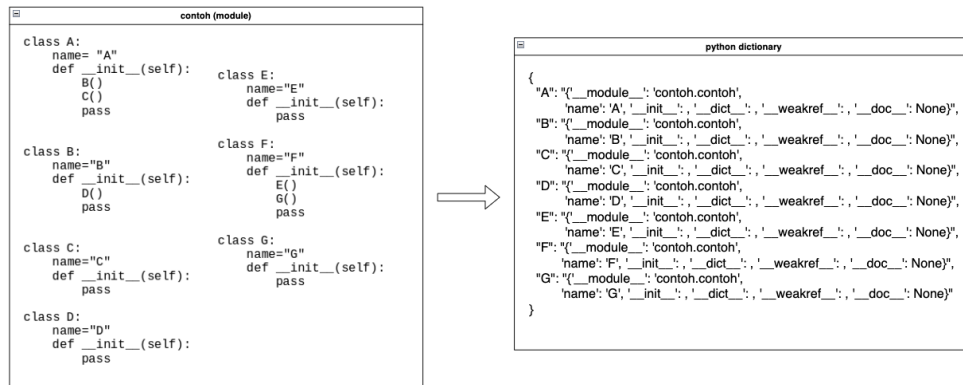 contoh (module)
class A:
name= "A"
def __init__(self):
B()
C()
pass
class B:
name="B"
def __init__(self):
D()
pass
class C:
name="C"
def __init__(self):
pass
class D:
name="D"
def __init__(self):
pass
class E:
name="E"
def __init__(self):
pass
class F:
name="F"
def __init__(self):
E()
G()
pass
class G:
name="G"
def __init__(self):
pass
python dictionary
{
"A": "{'__module__': 'contoh.contoh',
'name': 'A', '__init__': , '__dict__': , '__weakref__': , '__doc__': None}",
"B": "{'__module__': 'contoh.contoh',
'name': 'B', '__init__': , '__dict__': , '__weakref__': , '__doc__': None}",
"C": "{'__module__': 'contoh.contoh',
'name': 'C', '__init__': , '__dict__': , '__weakref__': , '__doc__': None}",
"D": "{'__module__': 'contoh.contoh',
'name': 'D', '__init__': , '__dict__': , '__weakref__': , '__doc__': None}",
"E": "{'__module__': 'contoh.contoh',
'name': 'E', '__init__': , '__dict__': , '__weakref__': , '__doc__': None}",
"F": "{'__module__': 'contoh.contoh',
'name': 'F', '__init__': , '__dict__': , '__weakref__': , '__doc__': None}",
"G": "{'__module__': 'contoh.contoh',
'name': 'G', '__init__': , '__dict__': , '__weakref__': , '__doc__': None}"
}